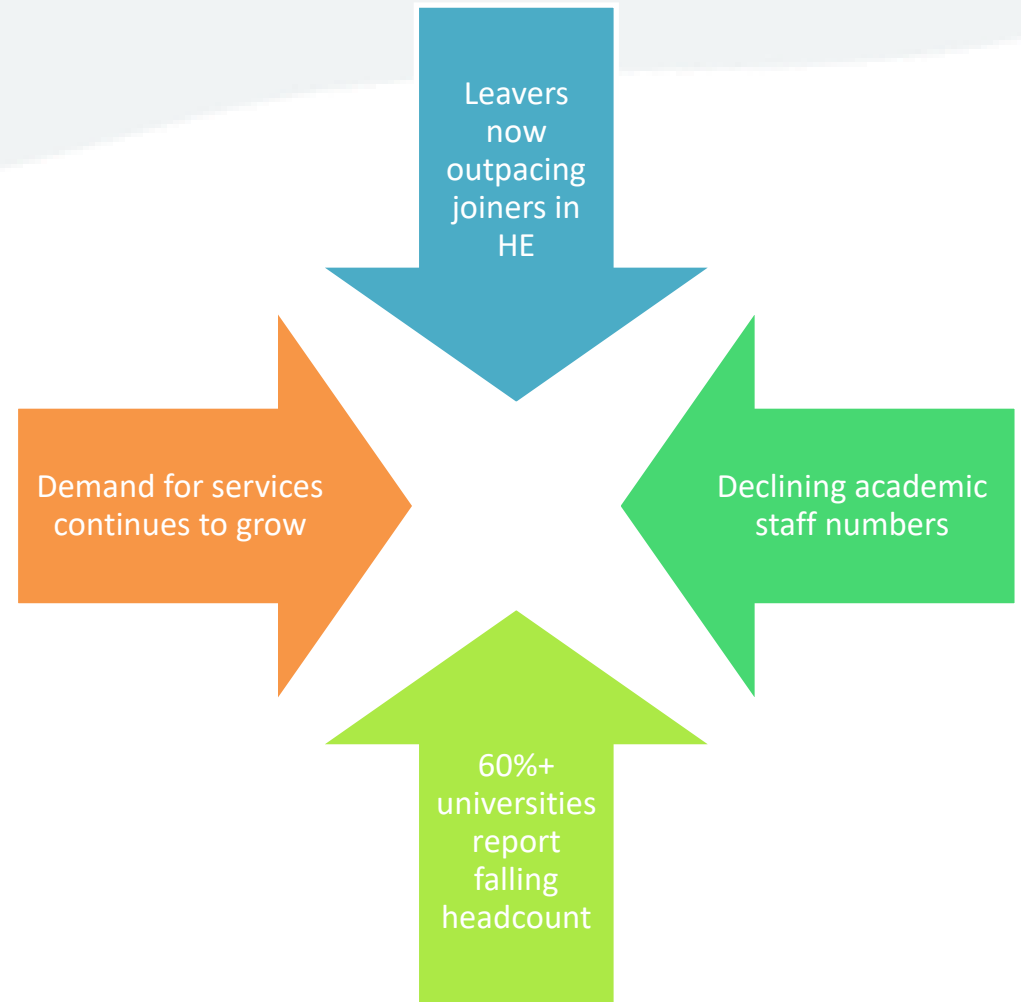 Leavers
now
outpacing
joiners in
HE
Demand for services
continues to grow
Declining academic
staff numbers
60%+
universities
report
falling
headcount